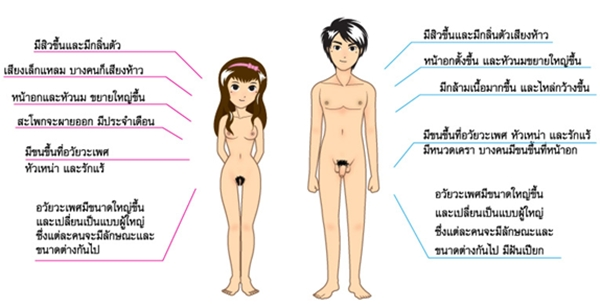 มีสิวขึ้นและมีกลิ่นตัว
เสียงเล็กแหลม บางคนก็เสียงห้าว
หน้าอกและหัวนม ขยายใหญ่ขึ้น
สะโพกจะผายออก มีประจำเดือน
มีขนขึ้นที่อวัยวะเพศ
หัวเหน่า และรักแร้
อวัยวะเพศมีขนาดใหญ่ขึ้น
และเปลี่ยนเป็นแบบผู้ใหญ่
ซึ่งแต่ละคนจะมีลักษณะและ
ขนาดต่างกันไป
มีสิวขึ้นและมีกลิ่นตัวเสียงห้าว
หน้าอกตั้งขึ้น และหัวนมขยายใหญ่ขึ้น
มีกล้ามเนื้อมากขึ้น และไหล่กว้างขึ้น
มีขนขึ้นที่อวัยวะเพศ หัวเหน่า และรักแร้
มีหนวดเครา บางคนมีขนขึ้นที่หน้าอก
อวัยวะเพศมีขนาดใหญ่ขึ้น
และเปลี่ยนเป็นแบบผู้ใหญ่
ซึ่งแต่ละคนจะมีลักษณะและ
ขนาดต่างกันไป มีฝันเปียก